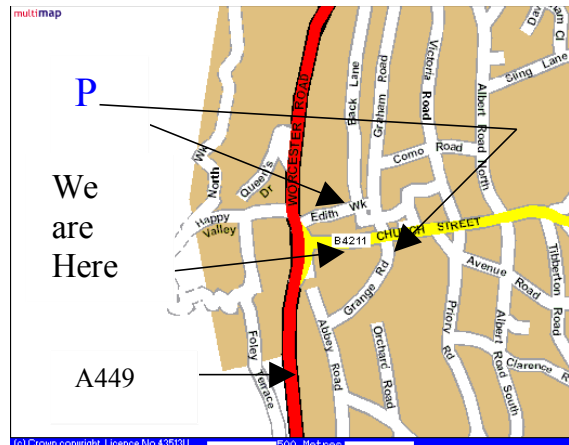 multimap
P
We
are
Here
A449
WORCESTER ROAD
Back Lane
Graham Road
Victoria
Road
Albert Road North
Sling Lane
Como Road
North
Wk
Queen's
Dr
Happy
Valley
Edith Wk
B4211
CHURCH STREET
Grange Rd
Abbey Road
Orchard Road
Priory Rd
Avenue Road
Tibberton
Road
Clarence R
Albert Road South
Foley Terrace
(c) Crown copyright. Licence No 43513U
500 Metres